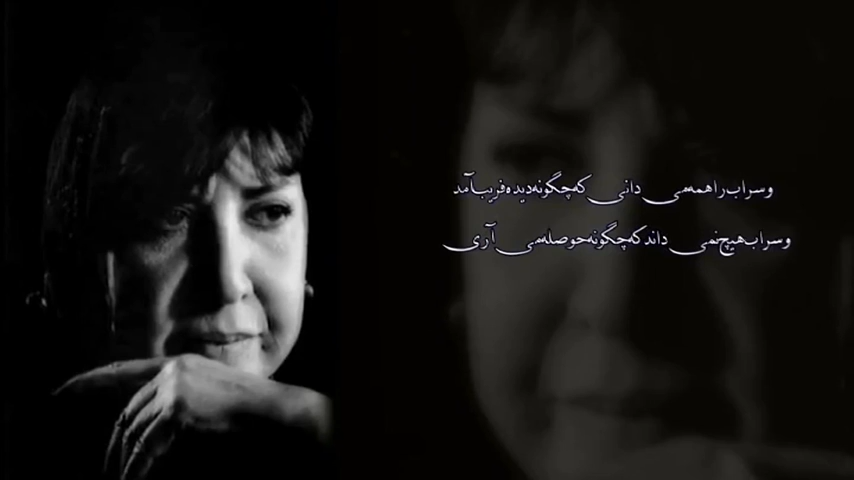 و سراب را همه می دانی که چگونه دیده فریب آمد
و سراب هیچ نمی داند که چگونه حوصله می آری